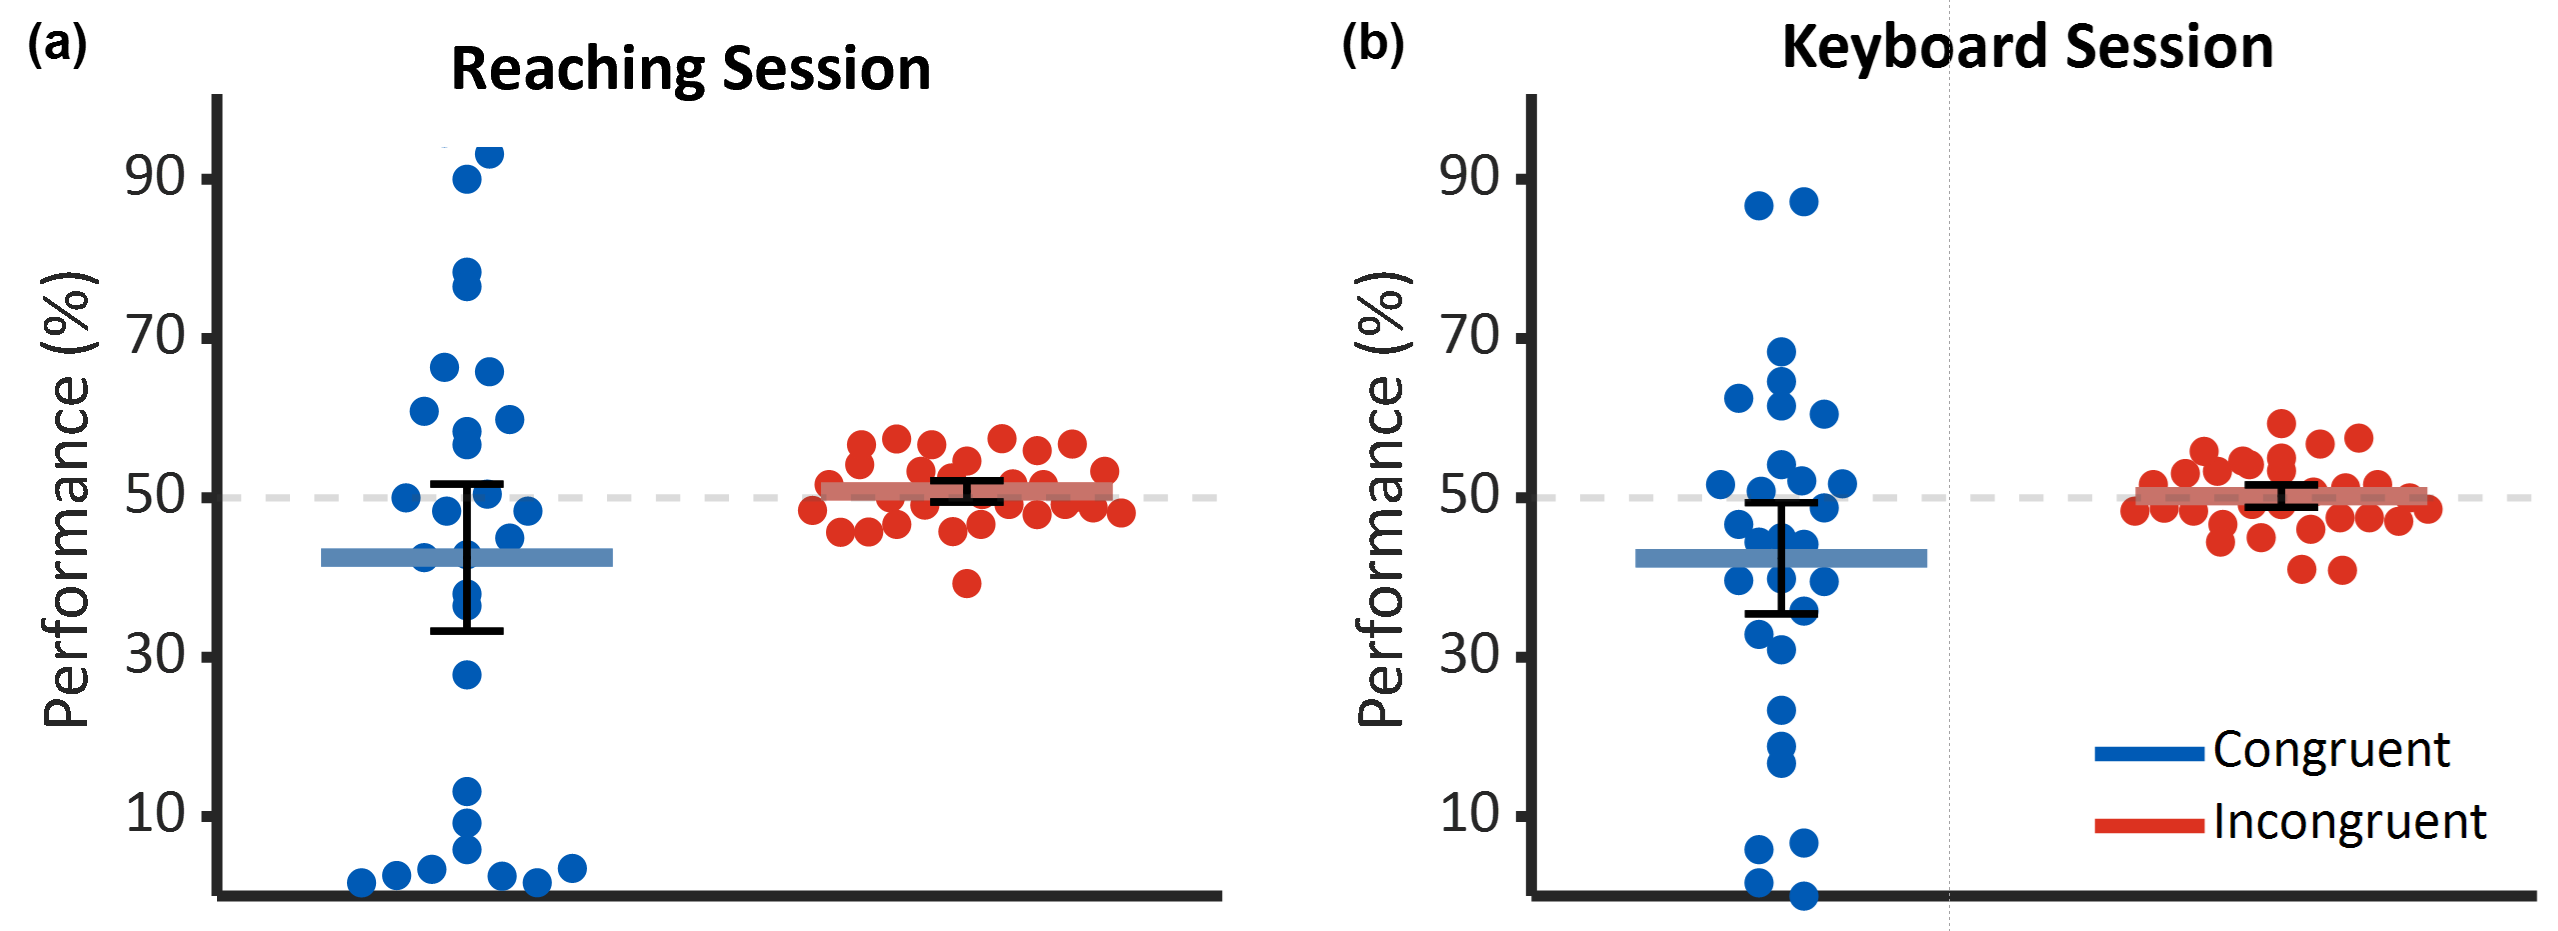 (a)
Reaching Session
Performance (%)
90
70
50
30
10
(b)
Keyboard Session
Performance (%)
90
70
50
30
10
Congruent
Incongruent